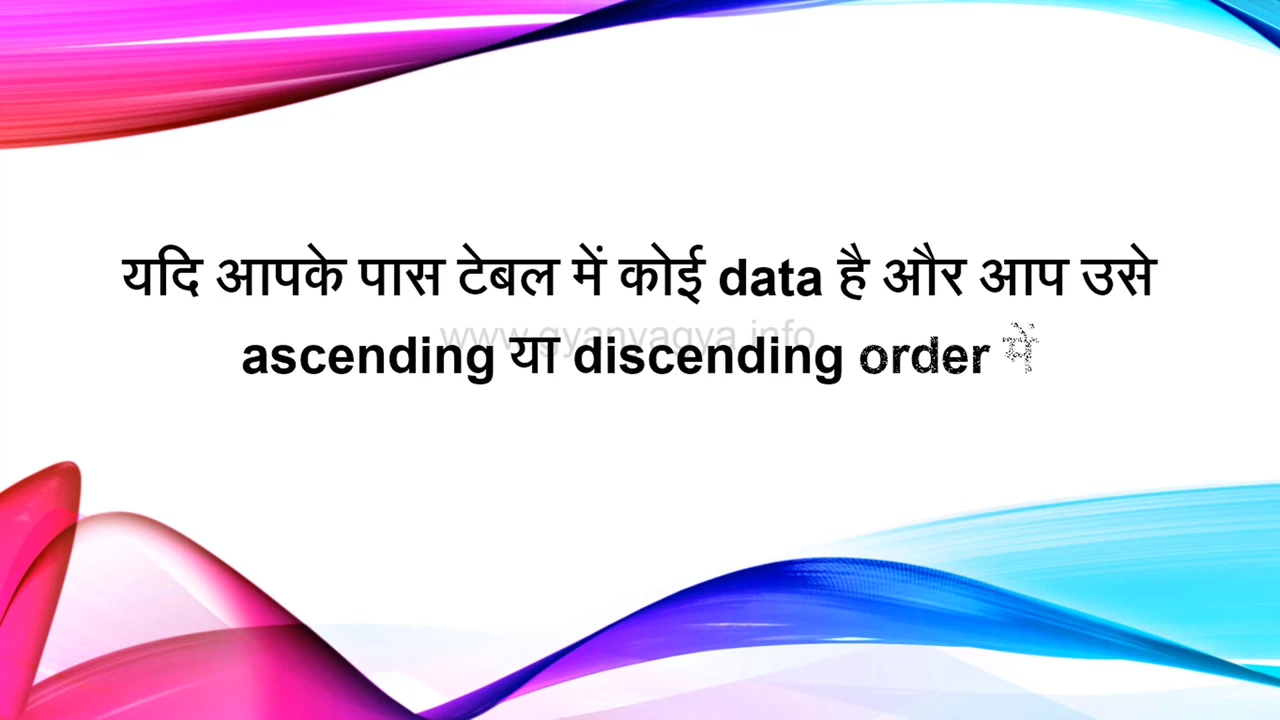 यदि आपके पास टेबल में कोई data है और आप उसे
www.gyanyagya.info
ascending या discending order में